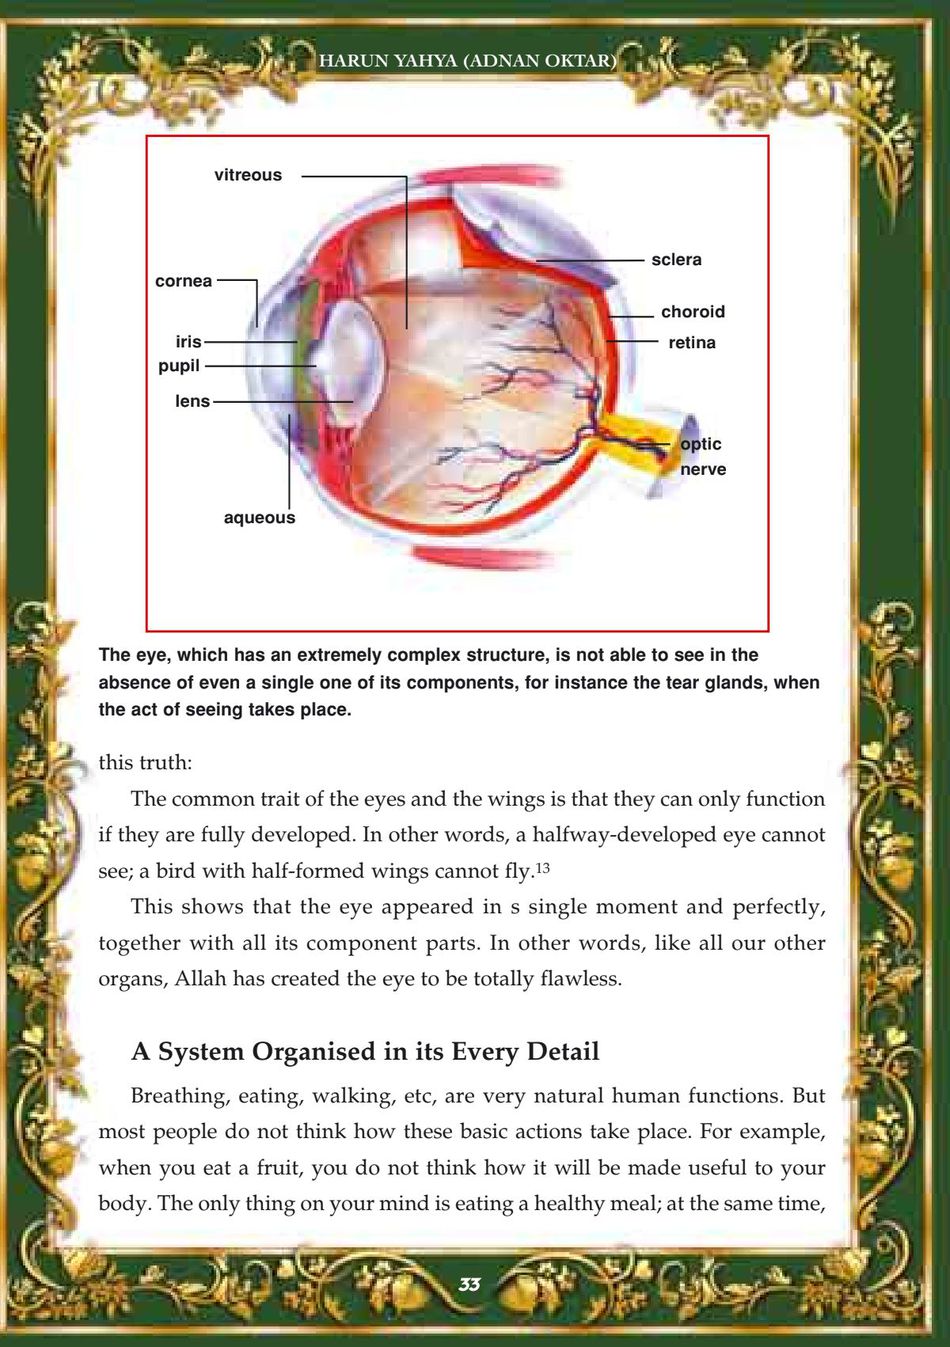 HARUN YAHYA (ADNAN OKTAR)
vitreous
sclera
cornea
choroid
iris
retina
pupil
lens
optic
nerve
aqueous
The eye, which has an extremely complex structure, is not able to see in the
absence of even a single one of its components, for instance the tear glands, when
the act of seeing takes place.
this truth:
The common trait of the eyes and the wings is that they can only function
if they are fully developed. In other words, a halfway-developed eye cannot
see; a bird with half-formed wings cannot fly.13
This shows that the eye appeared in s single moment and perfectly,
together with all its component parts. In other words, like all our other
organs, Allah has created the eye to be totally flawless.
A System Organised in its Every Detail
Breathing, eating, walking, etc, are very natural human functions. But
most people do not think how these basic actions take place. For example,
when you eat a fruit, you do not think how it will be made useful to your
body. The only thing on your mind is eating a healthy meal; at the same time,
33